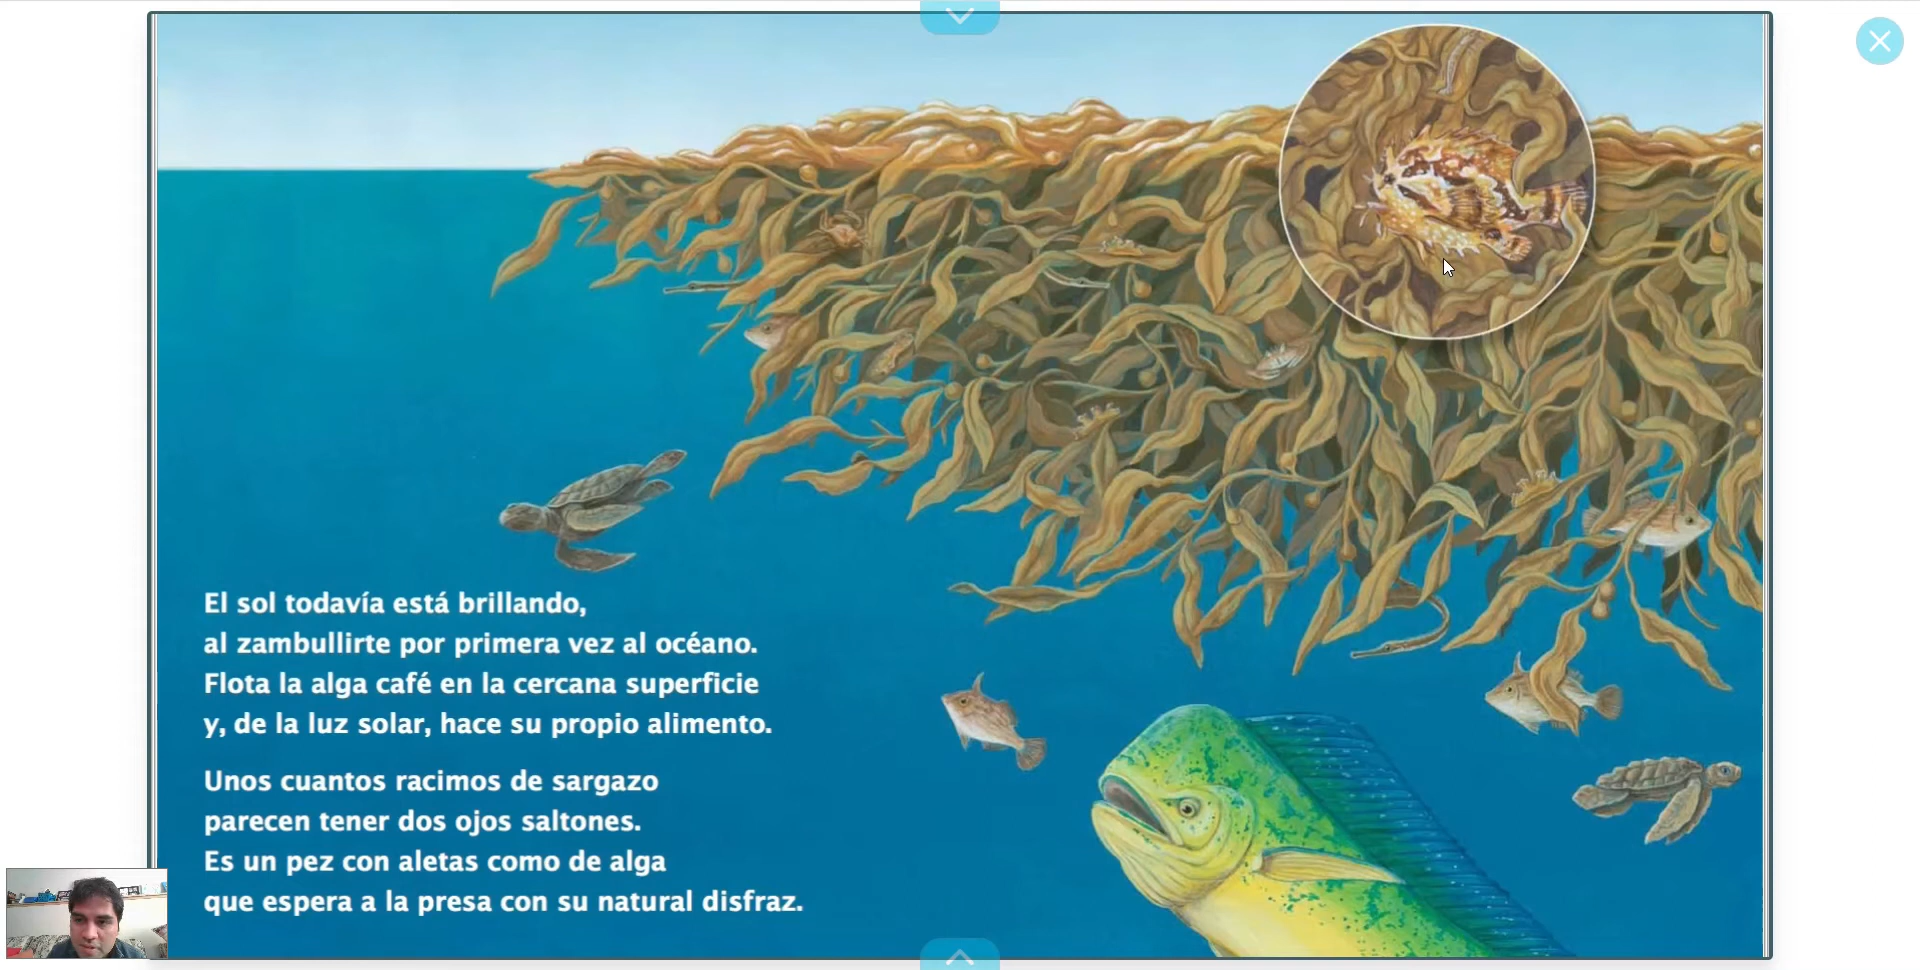 El sol todavía está brillando,
al zambullirte por primera vez al océano.
Flota la alga café en la cercana superficie
y, de la luz solar, hace su propio alimento.
Unos cuantos racimos de sargazo
parecen tener dos ojos saltones.
Es un pez con aletas como de alga
que espera a la presa con su natural disfraz.